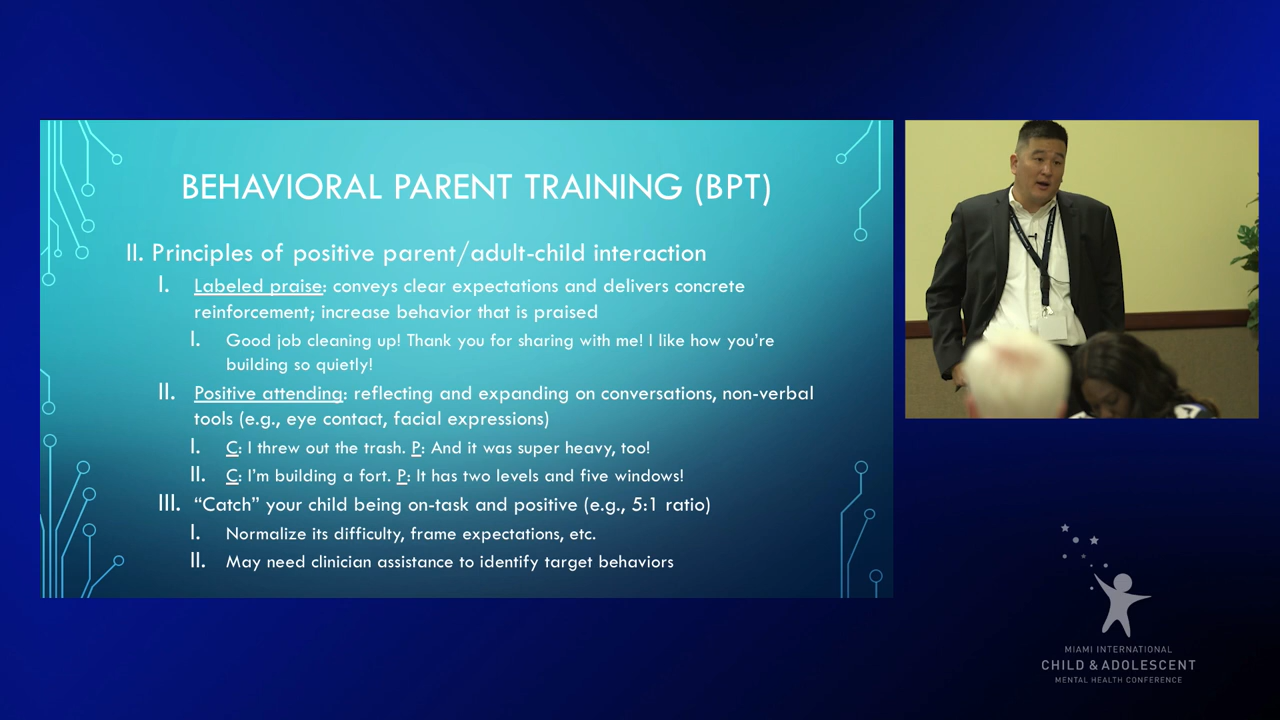 BEHAVIORAL PARENT TRAINING (BPT)
II. Principles of positive parent/adult-child interaction
I. Labeled praise: conveys clear expectations and delivers concrete
reinforcement; increase behavior that is praised
I. Good job cleaning up! Thank you for sharing with me! I like how you’re
building so quietly!
II. Positive attending: reflecting and expanding on conversations, non-verbal
tools (e.g., eye contact, facial expressions)
I. C: I threw out the trash. P: And it was super heavy, too!
II. C: I’m building a fort. P: It has two levels and five windows!
III. “Catch” your child being on-task and positive (e.g., 5:1 ratio)
I. Normalize its difficulty, frame expectations, etc.
II. May need clinician assistance to identify target behaviors
MIAMI INTERNATIONAL
CHILD & ADOLESCENT
MENTAL HEALTH CONFERENCE